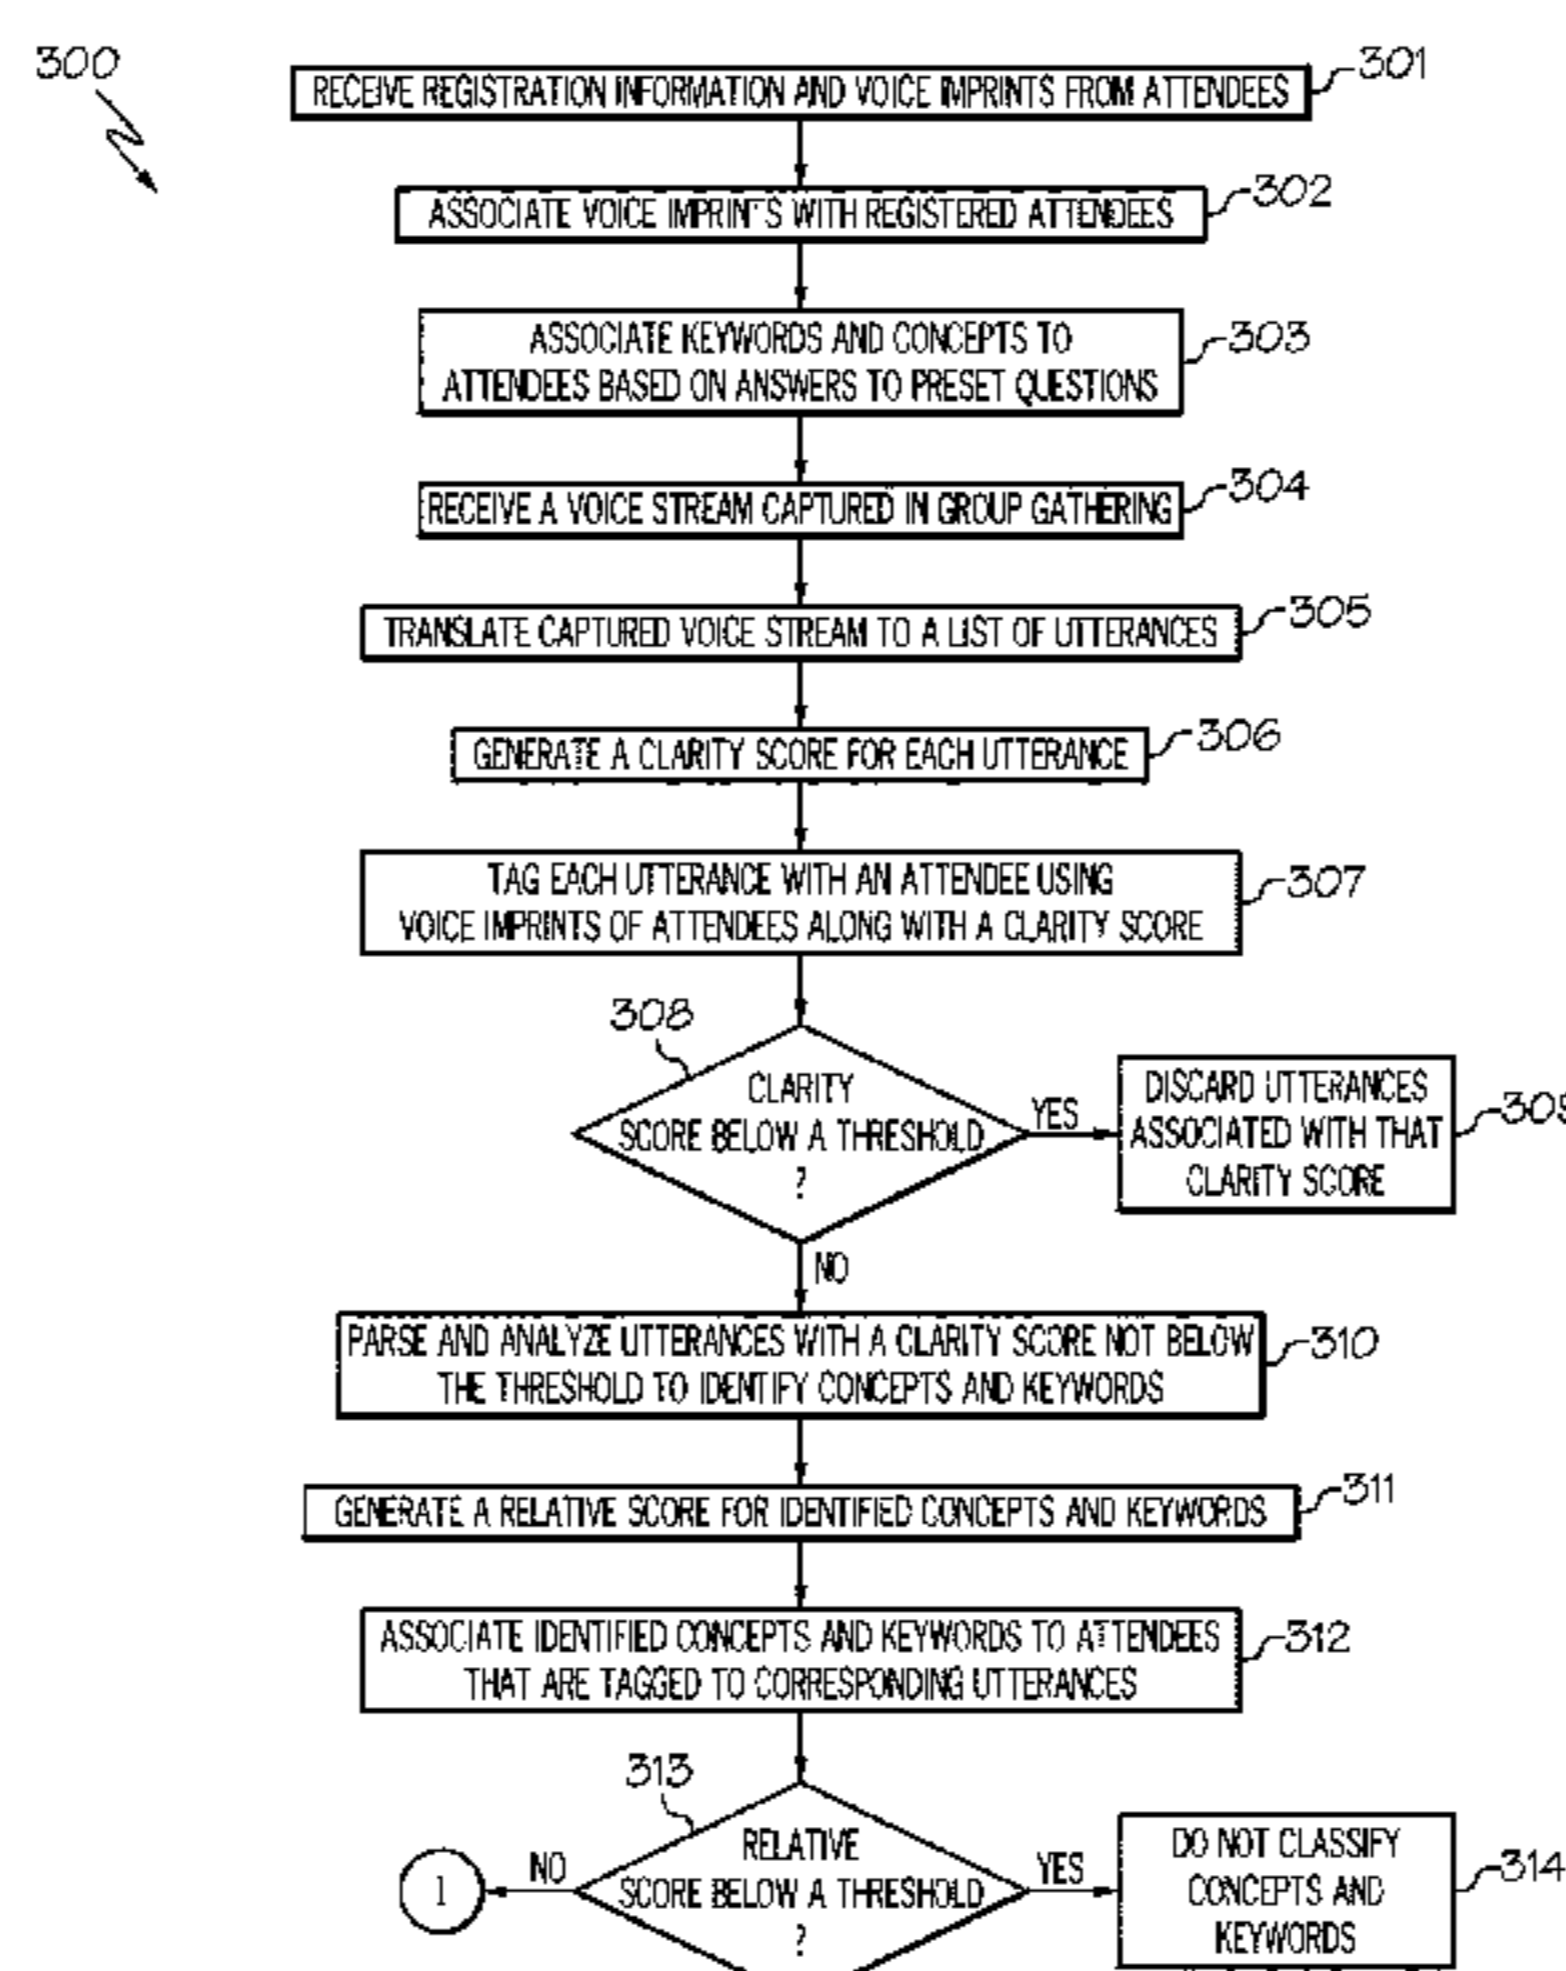 300
RECEIVE REGISTRATION INFORMATION AND VOICE IMPRINTS FROM ATTENDEES
301
ASSOCIATE VOICE IMPRINTS WITH REGISTERED ATTENDEES
302
ASSOCIATE KEYWORDS AND CONCEPTS TO
ATTENDEES BASED ON ANSWERS TO PRESET QUESTIONS
303
RECEIVE A VOICE STREAM CAPTURED IN GROUP GATHERING
304
TRANSLATE CAPTURED VOICE STREAM TO A LIST OF UTTERANCES
305
GENERATE A CLARITY SCORE FOR EACH UTTERANCE
306
TAG EACH UTTERANCE WITH AN ATTENDEE USING
VOICE IMPRINTS OF ATTENDEES ALONG WITH A CLARITY SCORE
307
308
CLARITY
SCORE BELOW A THRESHOLD
?
YES
DISCARD UTTERANCES
ASSOCIATED WITH THAT
CLARITY SCORE
309
NO
PARSE AND ANALYZE UTTERANCES WITH A CLARITY SCORE NOT BELOW
THE THRESHOLD TO IDENTIFY CONCEPTS AND KEYWORDS
310
GENERATE A RELATIVE SCORE FOR IDENTIFIED CONCEPTS AND KEYWORDS
311
ASSOCIATE IDENTIFIED CONCEPTS AND KEYWORDS TO ATTENDEES
THAT ARE TAGGED TO CORRESPONDING UTTERANCES
312
313
RELATIVE
SCORE BELOW A THRESHOLD
?
NO
1
YES
DO NOT CLASSIFY
CONCEPTS AND
KEYWORDS
314